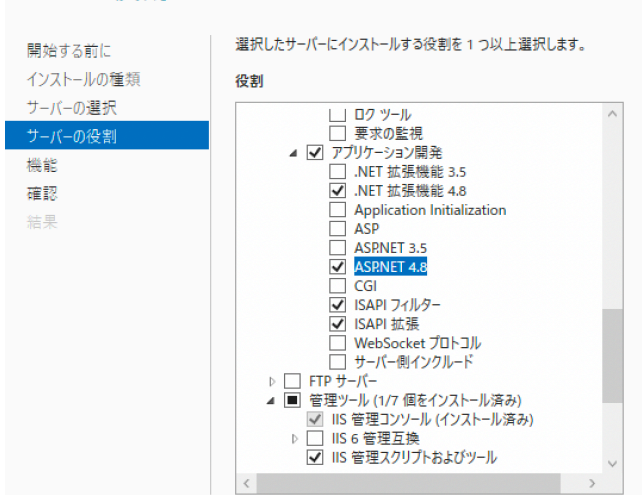 開始する前に
インストールの種類
サーバーの選択
サーバーの役割
機能
確認
結果
選択したサーバーにインストールする役割を 1 つ以上選択します。
役割
ログ ツール
要求の監視
アプリケーション開発
.NET 拡張機能 3.5
.NET 拡張機能 4.8
Application Initialization
ASP
ASP.NET 3.5
ASP.NET 4.8
CGI
ISAPI フィルター
ISAPI 拡張
WebSocket プロトコル
サーバー側インクルード
FTP サーバー
管理ツール (1/7 個をインストール済み)
IIS 管理コンソール (インストール済み)
IIS 6 管理互換
IIS 管理スクリプトおよびツール